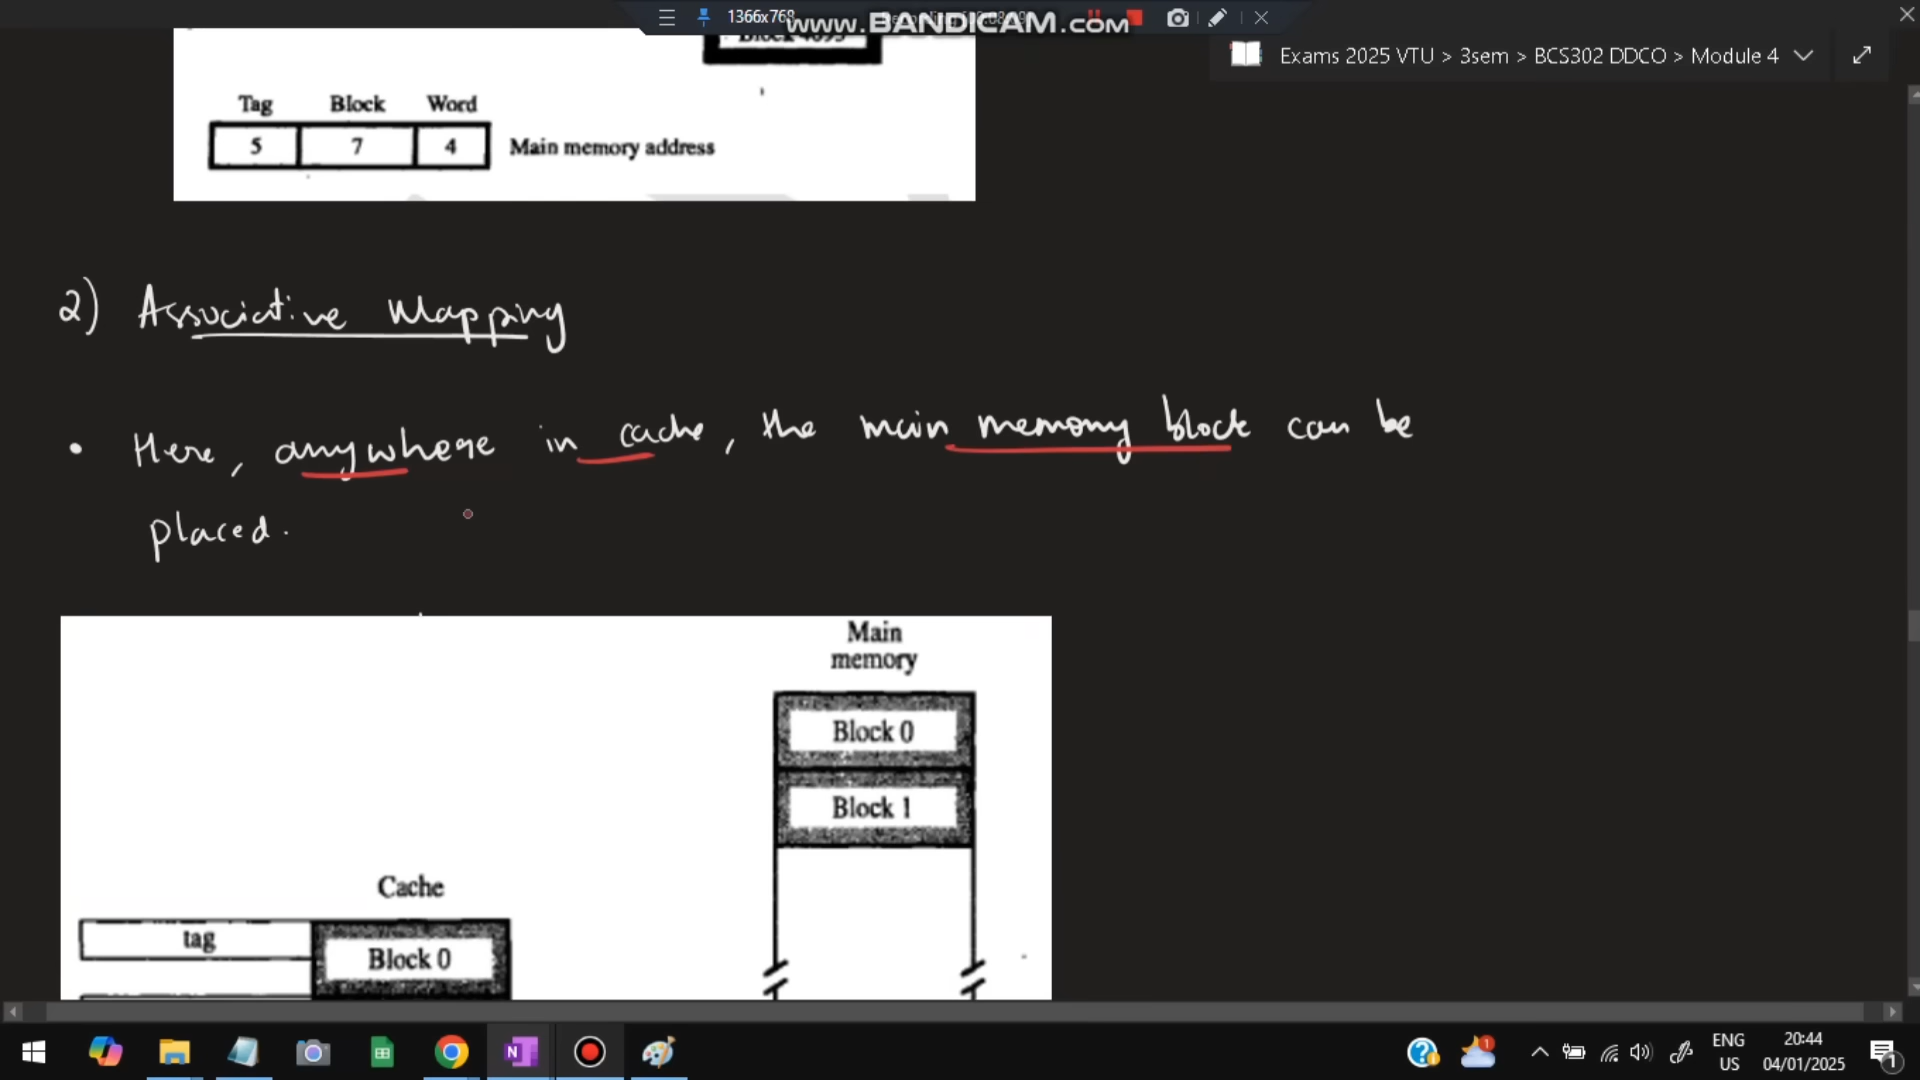 1366x768
www.BANDICAM.com
Exams 2025 VTU > 3sem > BCS302 DDCO > Module 4
Block 4095
Tag Block Word
5 7 4 Main memory address
2) Associative Mapping
• Here, anywhere in cache, the main memory block can be
placed.
Main
memory
Block 0
Block 1
Cache
tag
Block 0
ENG
US
20:44
04/01/2025